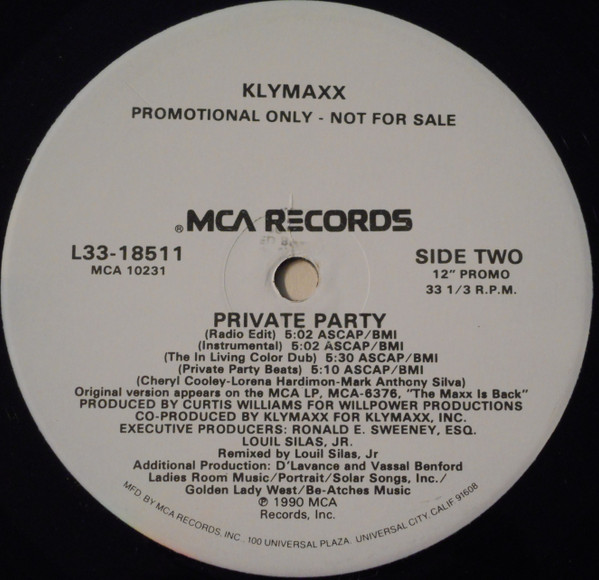 KLYMAXX
PROMOTIONAL ONLY - NOT FOR SALE
®MCA RECORDS
L33-18511
MCA 10231
SIDE TWO
12" PROMO
33 1/3 R.P.M.
PRIVATE PARTY
(Radio Edit) 5:02 ASCAP/BMI
(Instrumental) 5:02 ASCAP/BMI
(The In Living Color Dub) 5:30 ASCAP/BMI
(Private Party Beats) 5:10 ASCAP/BMI
(Cheryl Cooley-Lorena Hardimon-Mark Anthony Silva)
Original version appears on the MCA LP, MCA-6376, "The Maxx Is Back"
PRODUCED BY CURTIS WILLIAMS FOR WILLPOWER PRODUCTIONS
CO-PRODUCED BY KLYMAXX FOR KLYMAXX, INC.
EXECUTIVE PRODUCERS: RONALD E. SWEENEY, ESQ.
LOUIL SILAS, JR.
Remixed by Louil Silas, Jr
Additional Production: D'Lavance and Vassal Benford
Ladies Room Music/Portrait/Solar Songs, Inc./
Golden Lady West/Be-Atches Music
℗ 1990 MCA
Records, Inc.
MFD BY MCA RECORDS, INC., 100 UNIVERSAL PLAZA, UNIVERSAL CITY, CALIF 91608